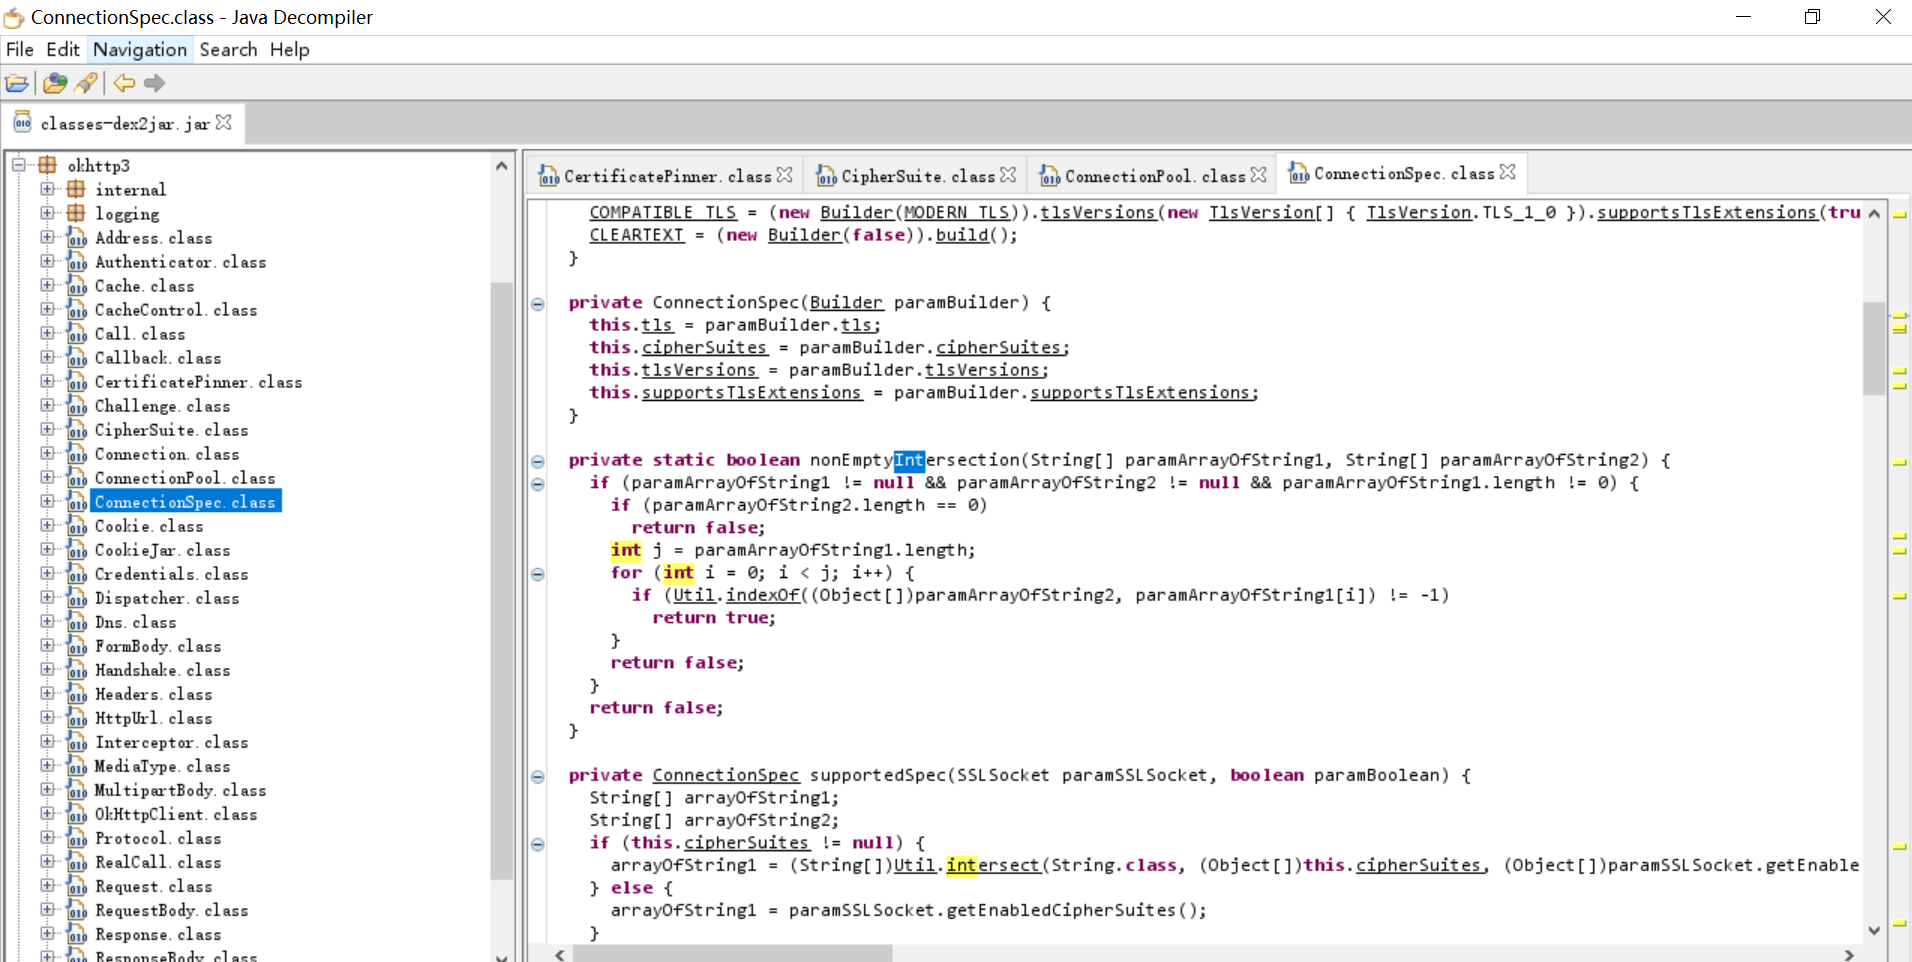 ConnectionSpec.class - Java Decompiler
File Edit Navigation Search Help
classes-dex2jar.jar
okhttp3
internal
logging
Address.class
Authenticator.class
Cache.class
CacheControl.class
Call.class
Callback.class
CertificatePinner.class
Challenge.class
CipherSuite.class
Connection.class
ConnectionPool.class
ConnectionSpec.class
Cookie.class
CookieJar.class
Credentials.class
Dispatcher.class
Dns.class
FormBody.class
Handshake.class
Headers.class
HttpUrl.class
Interceptor.class
MediaType.class
MultipartBody.class
OkHttpClient.class
Protocol.class
RealCall.class
Request.class
RequestBody.class
Response.class
ResponseBody.class
CertificatePinner.class CipherSuite.class ConnectionPool.class ConnectionSpec.class
COMPATIBLE_TLS = (new Builder(MODERN_TLS)).tlsVersions(new TlsVersion[] { TlsVersion.TLS_1_0 }).supportsTlsExtensions(tru
CLEARTEXT = (new Builder(false)).build();
}
private ConnectionSpec(Builder paramBuilder) {
this.tls = paramBuilder.tls;
this.cipherSuites = paramBuilder.cipherSuites;
this.tlsVersions = paramBuilder.tlsVersions;
this.supportsTlsExtensions = paramBuilder.supportsTlsExtensions;
}
private static boolean nonEmptyIntersection(String[] paramArrayOfString1, String[] paramArrayOfString2) {
if (paramArrayOfString1 != null && paramArrayOfString2 != null && paramArrayOfString1.length != 0) {
if (paramArrayOfString2.length == 0)
return false;
int j = paramArrayOfString1.length;
for (int i = 0; i < j; i++) {
if (Util.indexOf((Object[])paramArrayOfString2, paramArrayOfString1[i]) != -1)
return true;
}
return false;
}
return false;
}
private ConnectionSpec supportedSpec(SSLSocket paramSSLSocket, boolean paramBoolean) {
String[] arrayOfString1;
String[] arrayOfString2;
if (this.cipherSuites != null) {
arrayOfString1 = (String[])Util.intersect(String.class, (Object[])this.cipherSuites, (Object[])paramSSLSocket.getEnable
} else {
arrayOfString1 = paramSSLSocket.getEnabledCipherSuites();
}